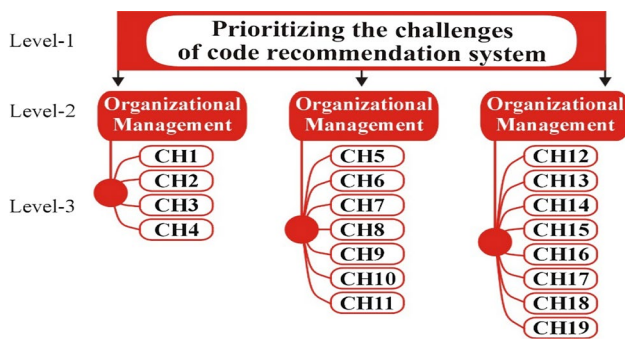 Level-1
Prioritizing the challenges
of code recommendation system
Level-2
Organizational
Management
Organizational
Management
Organizational
Management
Level-3
CH1
CH2
CH3
CH4
CH5
CH6
CH7
CH8
CH9
CH10
CH11
CH12
CH13
CH14
CH15
CH16
CH17
CH18
CH19